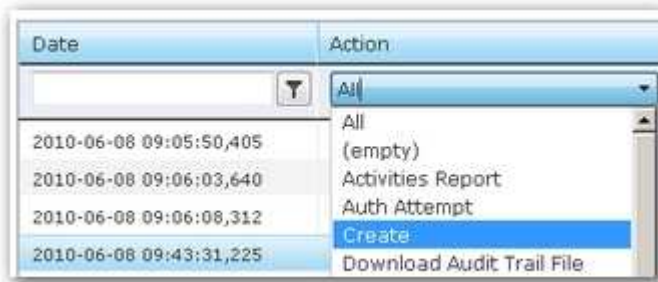 Date Action
All
2010-06-08 09:05:50,405
2010-06-08 09:06:03,640
2010-06-08 09:06:08,312
2010-06-08 09:43:31,225
All
(empty)
Activities Report
Auth Attempt
Create
Download Audit Trail File